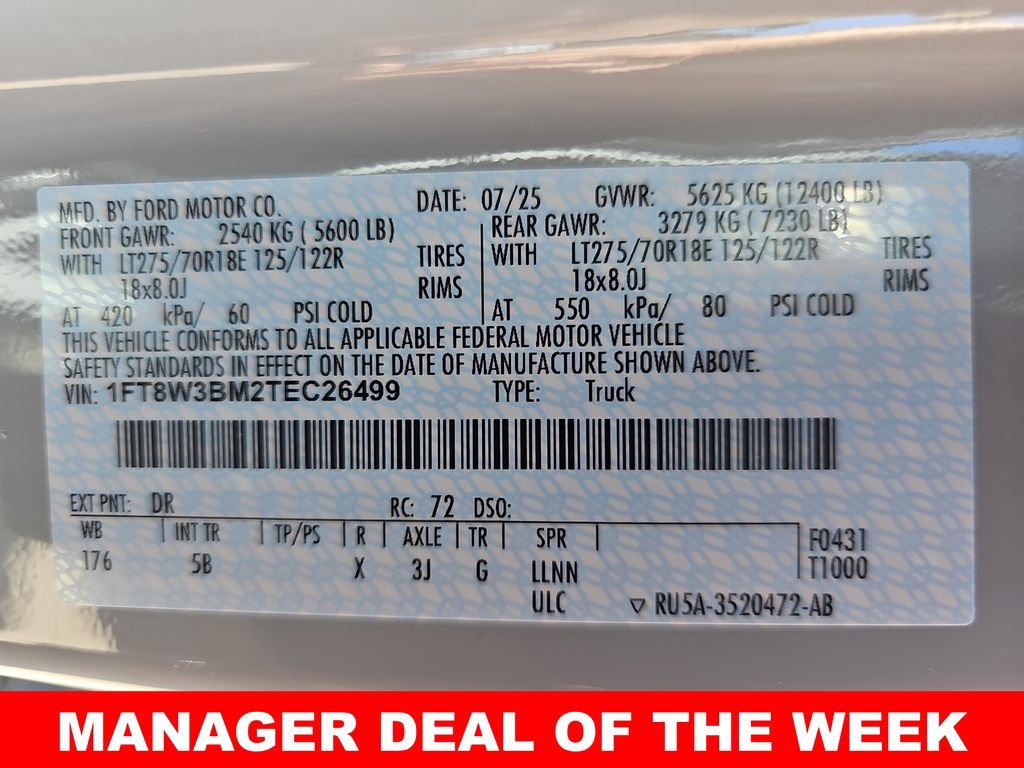 MFD. BY FORD MOTOR CO. DATE: 07/25 GVWR: 5625 KG (12400 LB)
FRONT GAWR: 2540 KG ( 5600 LB) REAR GAWR: 3279 KG ( 7230 LB)
WITH LT275/70R18E 125/122R TIRES WITH LT275/70R18E 125/122R TIRES
18x8.0J RIMS 18x8.0J RIMS
AT 420 kPa/ 60 PSI COLD AT 550 kPa/ 80 PSI COLD
THIS VEHICLE CONFORMS TO ALL APPLICABLE FEDERAL MOTOR VEHICLE
SAFETY STANDARDS IN EFFECT ON THE DATE OF MANUFACTURE SHOWN ABOVE.
VIN: 1FT8W3BM2TEC26499 TYPE: Truck
EXT PNT: DR RC: 72 DSO:
WB INT TR TP/PS R AXLE TR SPR F0431
176 5B X 3J G LLNN T1000
ULC ▽ RU5A-3520472-AB
MANAGER DEAL OF THE WEEK